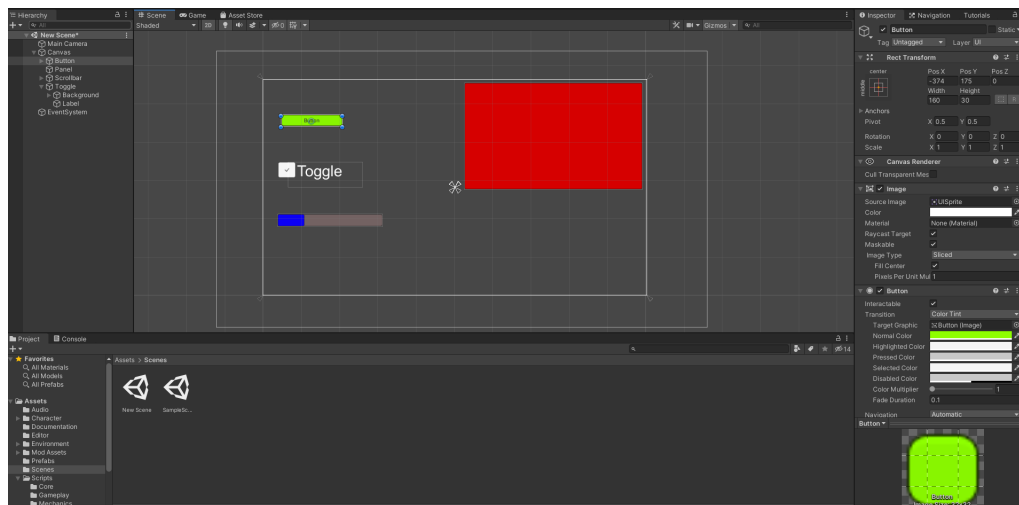 Hierarchy
All
New Scene*
Main Camera
Canvas
Button
Panel
Scrollbar
Toggle
Background
Label
EventSystem
Scene
Game
Asset Store
Shaded
2D
0
Gizmos
All
Button
Toggle
Inspector
Navigation
Tutorials
Button
Static
Tag Untagged
Layer UI
Rect Transform
center
middle
Pos X
Pos Y
Pos Z
-374
175
0
Width
Height
160
30
R
Anchors
Pivot
X 0.5
Y 0.5
Rotation
X 0
Y 0
Z 0
Scale
X 1
Y 1
Z 1
Canvas Renderer
Cull Transparent Mes
Image
Source Image
UISprite
Color
Material
None (Material)
Raycast Target
Maskable
Image Type
Sliced
Fill Center
Pixels Per Unit Mul 1
Button
Interactable
Transition
Color Tint
Target Graphic
Button (Image)
Normal Color
Highlighted Color
Pressed Color
Selected Color
Disabled Color
Color Multiplier
1
Fade Duration
0.1
Navigation
Automatic
Button
Button
Project
Console
14
Favorites
All Materials
All Models
All Prefabs
Assets
Audio
Character
Documentation
Editor
Environment
Mod Assets
Prefabs
Scenes
Scripts
Core
Gameplay
Mechanics
Assets > Scenes
New Scene
SampleSc...